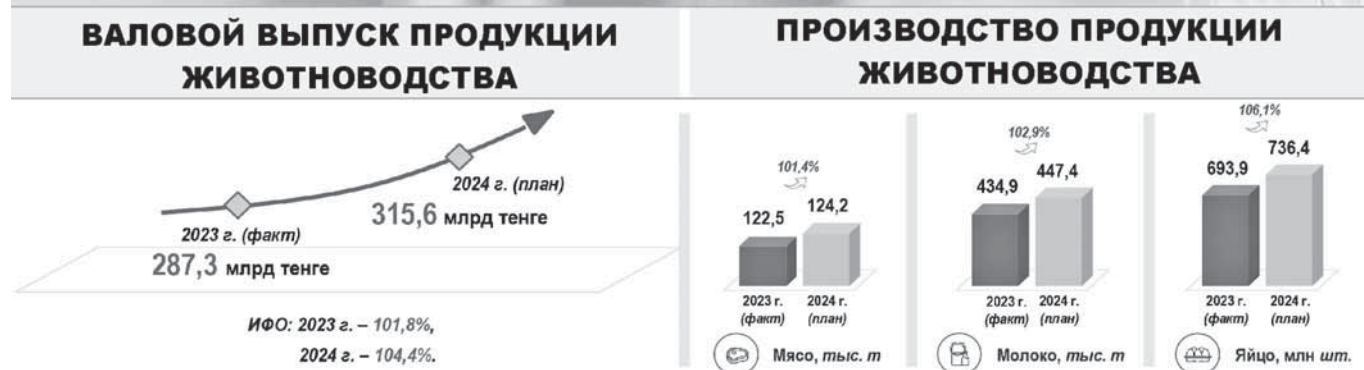 ВАЛОВОЙ ВЫПУСК ПРОДУКЦИИ
ЖИВОТНОВОДСТВА
2024 г. (план)
315,6 млрд тенге
2023 г. (факт)
287,3 млрд тенге
ИФО: 2023 г. – 101,8%,
2024 г. – 104,4%.
ПРОИЗВОДСТВО ПРОДУКЦИИ
ЖИВОТНОВОДСТВА
101,4%
122,5
124,2
2023 г. 2024 г.
(факт) (план)
Мясо, тыс. т
102,9%
434,9
447,4
2023 г. 2024 г.
(факт) (план)
Молоко, тыс. т
106,1%
693,9
736,4
2023 г. 2024 г.
(факт) (план)
Яйцо, млн шт.